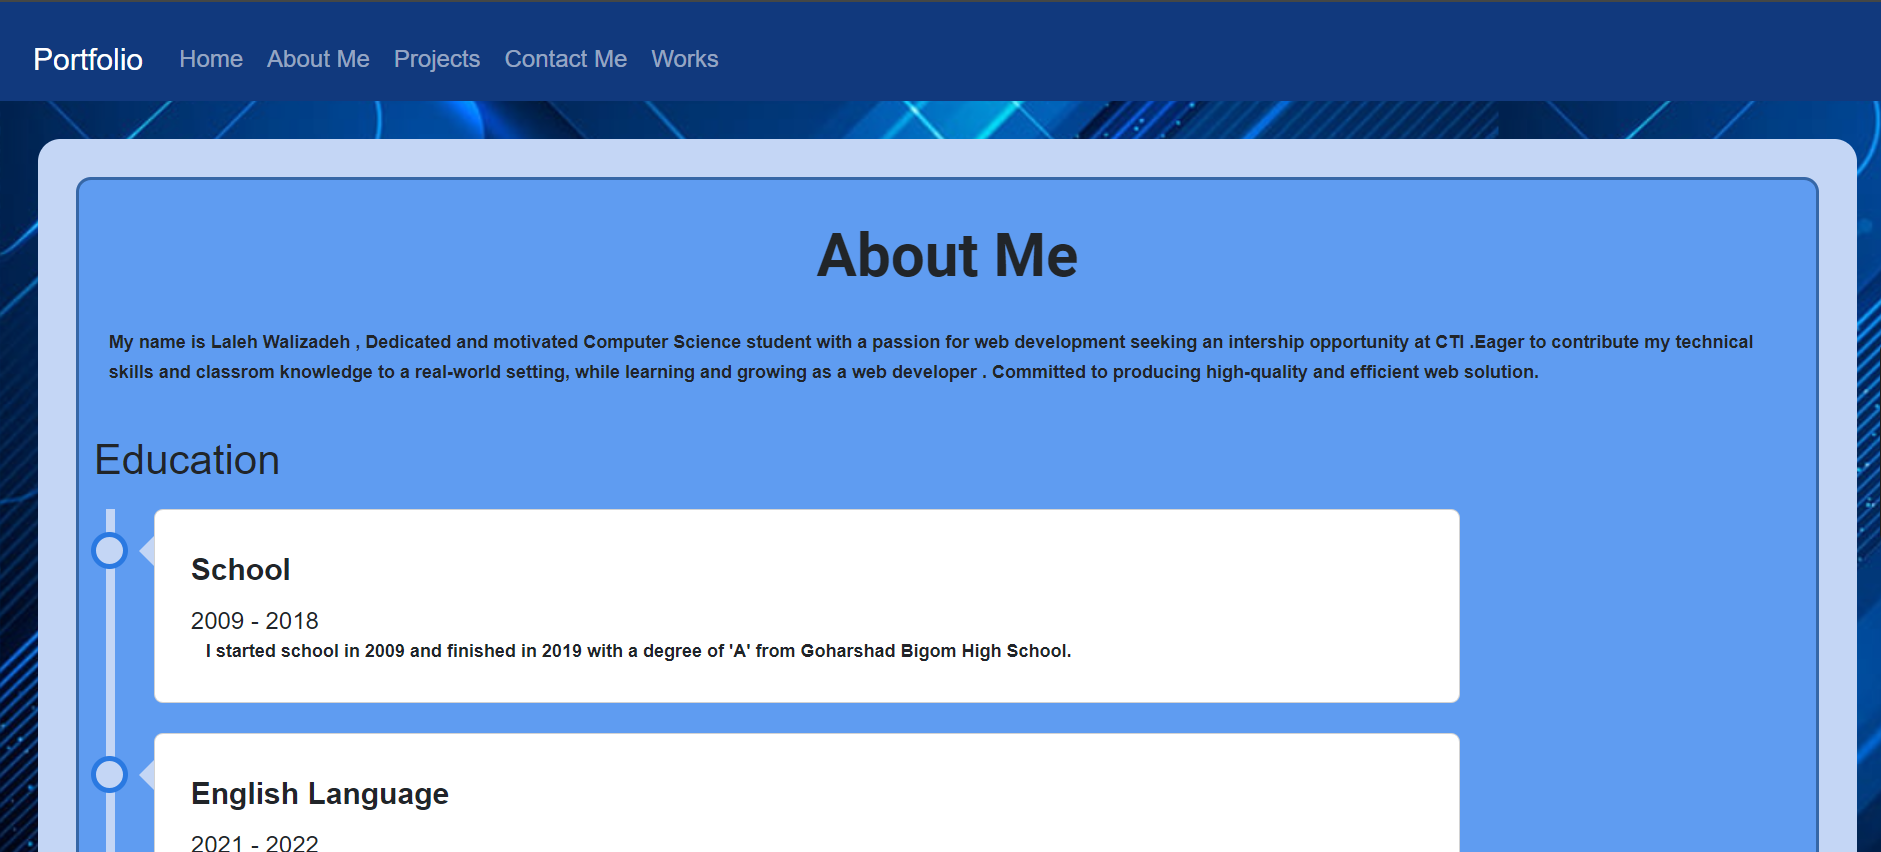 Portfolio Home About Me Projects Contact Me Works
About Me
My name is Laleh Walizadeh , Dedicated and motivated Computer Science student with a passion for web development seeking an intership opportunity at CTI .Eager to contribute my technical
skills and classrom knowledge to a real-world setting, while learning and growing as a web developer . Committed to producing high-quality and efficient web solution.
Education
School
2009 - 2018
I started school in 2009 and finished in 2019 with a degree of 'A' from Goharshad Bigom High School.
English Language
2021 - 2022